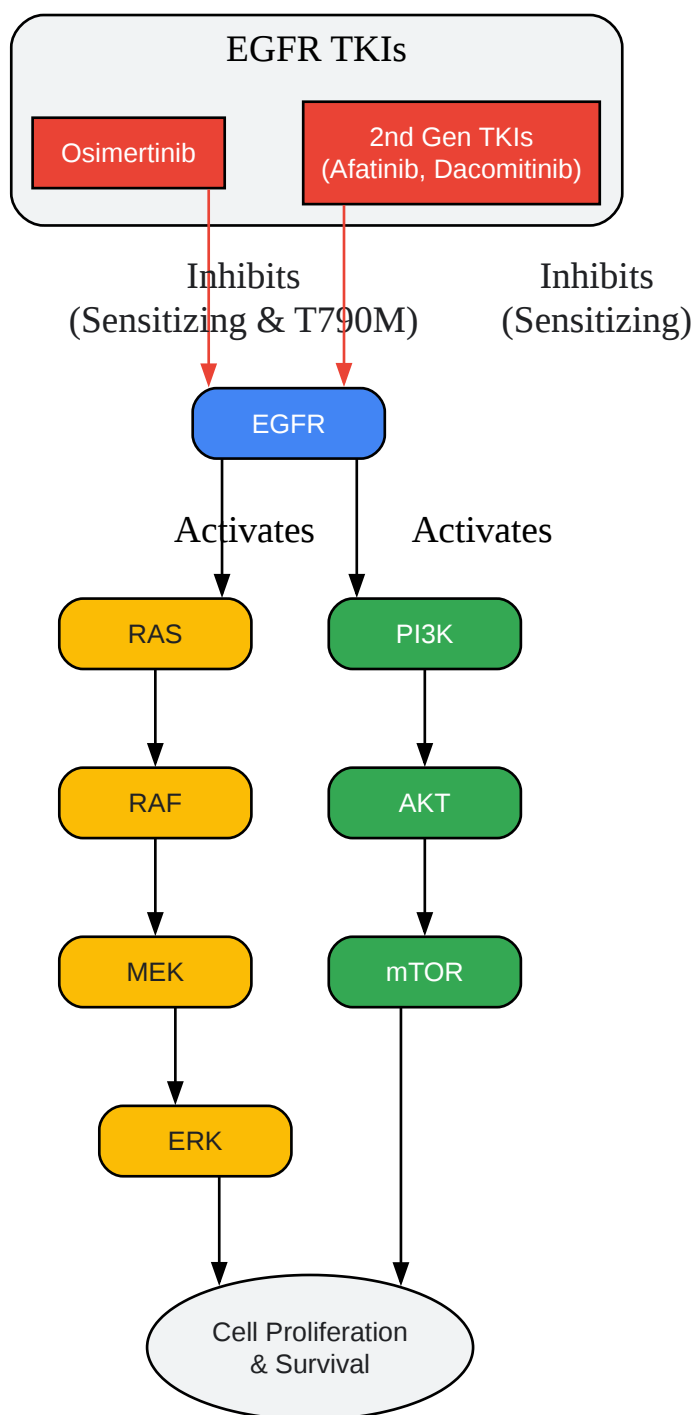 EGFR TKIs
Osimertinib
2nd Gen TKIs
(Afatinib, Dacomitinib)
Inhibits
(Sensitizing & T790M)
Inhibits
(Sensitizing)
EGFR
Activates
Activates
RAS
PI3K
RAF
AKT
MEK
mTOR
ERK
Cell Proliferation
& Survival